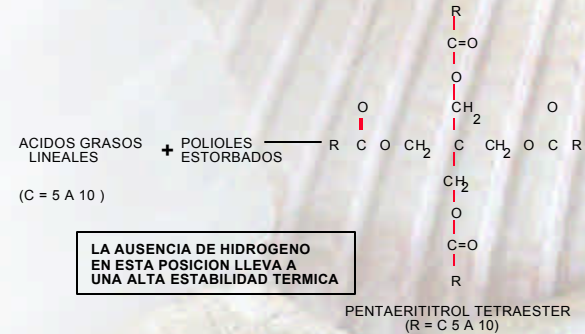 R
C=O
O
CH2
O O
ACIDOS GRASOS
LINEALES
+ POLIOLES
ESTORBADOS
R C O CH2 C CH2 O C R
(C = 5 A 10 )
CH2
O
C=O
R
LA AUSENCIA DE HIDROGENO
EN ESTA POSICION LLEVA A
UNA ALTA ESTABILIDAD TERMICA
PENTAERITITROL TETRAESTER
(R = C 5 A 10)